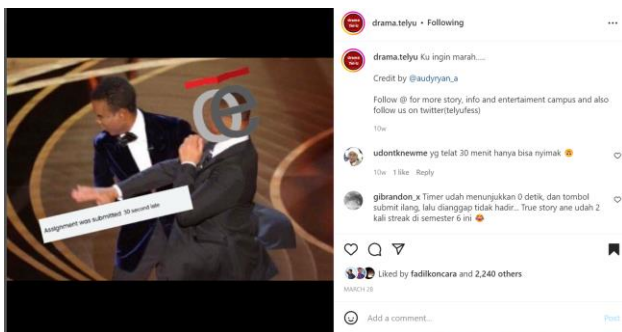 drama.telyu • Following
drama.telyu Ku ingin marah.....
Credit by @audyryan_a
Follow @ for more story, info and entertaiment campus and also
follow us on twitter(telyufess)
10w
udontknewme yg telat 30 menit hanya bisa nyimak
10w 1 like Reply
gibrandon_x Timer udah menunjukkan 0 detik, dan tombol
submit ilang, lalu dianggap tidak hadir... True story ane udah 2
kali streak di semester 6 ini
Assignment was submitted: 30 second late
Liked by fadilkoncara and 2,240 others
MARCH 28
Add a comment...
Post